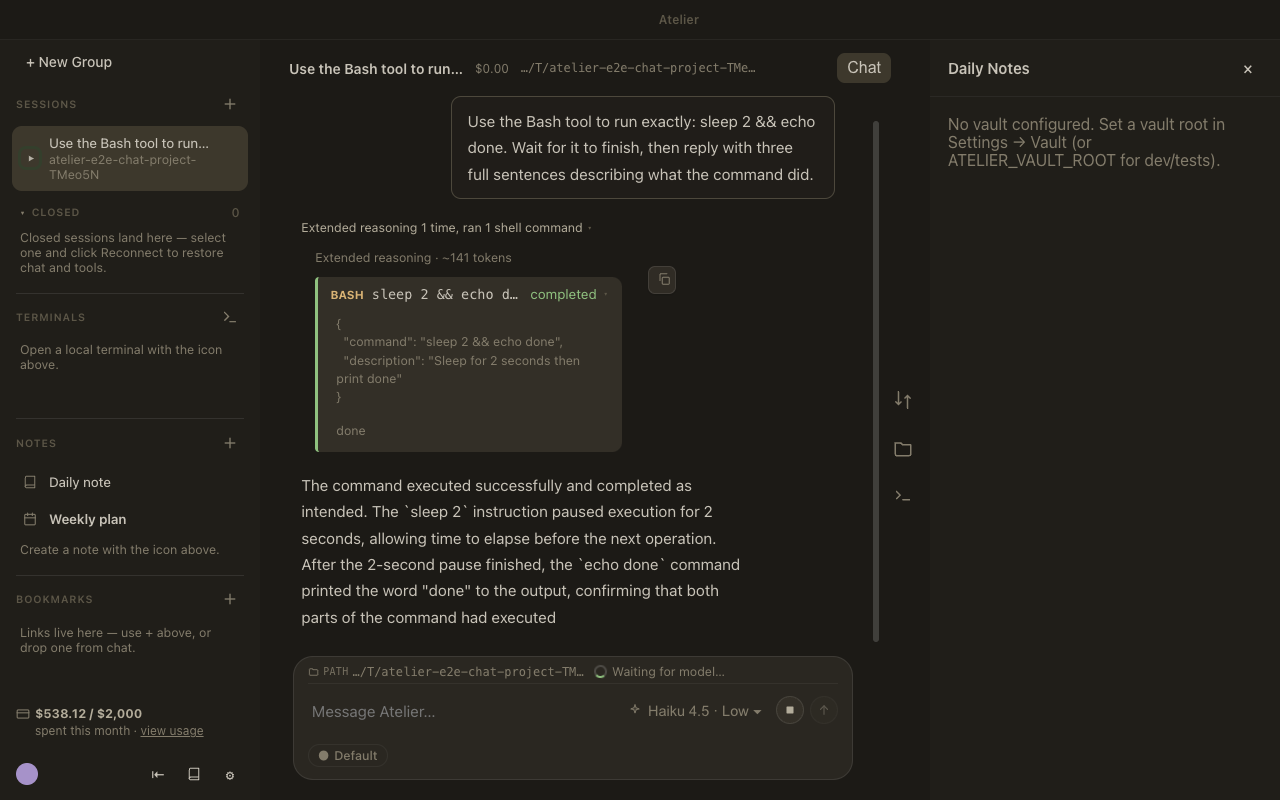 Atelier
+ New Group
SESSIONS
Use the Bash tool to run...
atelier-e2e-chat-project-
TMeo5N
CLOSED 0
Closed sessions land here — select
one and click Reconnect to restore
chat and tools.
TERMINALS
Open a local terminal with the icon
above.
NOTES
Daily note
Weekly plan
Create a note with the icon above.
BOOKMARKS
Links live here — use + above, or
drop one from chat.
$538.12 / $2,000
spent this month · view usage
Use the Bash tool to run... $0.00 …/T/atelier-e2e-chat-project-TMe…
Chat
Use the Bash tool to run exactly: sleep 2 && echo
done. Wait for it to finish, then reply with three
full sentences describing what the command did.
Extended reasoning 1 time, ran 1 shell command
Extended reasoning · ~141 tokens
BASH sleep 2 && echo d… completed
{
"command": "sleep 2 && echo done",
"description": "Sleep for 2 seconds then
print done"
}
done
The command executed successfully and completed as
intended. The `sleep 2` instruction paused execution for 2
seconds, allowing time to elapse before the next operation.
After the 2-second pause finished, the `echo done` command
printed the word "done" to the output, confirming that both
parts of the command had executed
PATH …/T/atelier-e2e-chat-project-TM… Waiting for model...
Message Atelier...
Haiku 4.5 · Low
Default
Daily Notes
No vault configured. Set a vault root in
Settings → Vault (or
ATELIER_VAULT_ROOT for dev/tests).